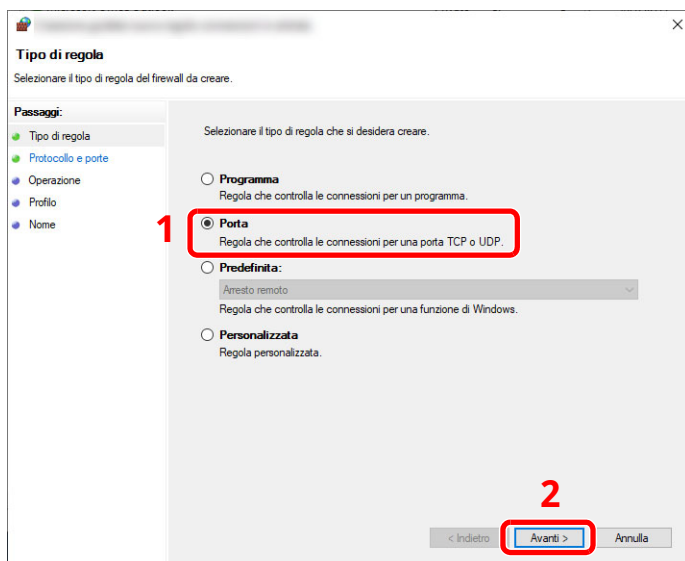 Tipo di regola
Selezionare il tipo di regola del firewall da creare.
Passaggi:
Tipo di regola
Protocollo e porte
Operazione
Profilo
Nome
Selezionare il tipo di regola che si desidera creare.
Programma
Regola che controlla le connessioni per un programma.
1
Porta
Regola che controlla le connessioni per una porta TCP o UDP.
Predefinita:
Arresto remoto
Regola che controlla le connessioni per una funzione di Windows.
Personalizzata
Regola personalizzata.
2
< Indietro
Avanti >
Annulla